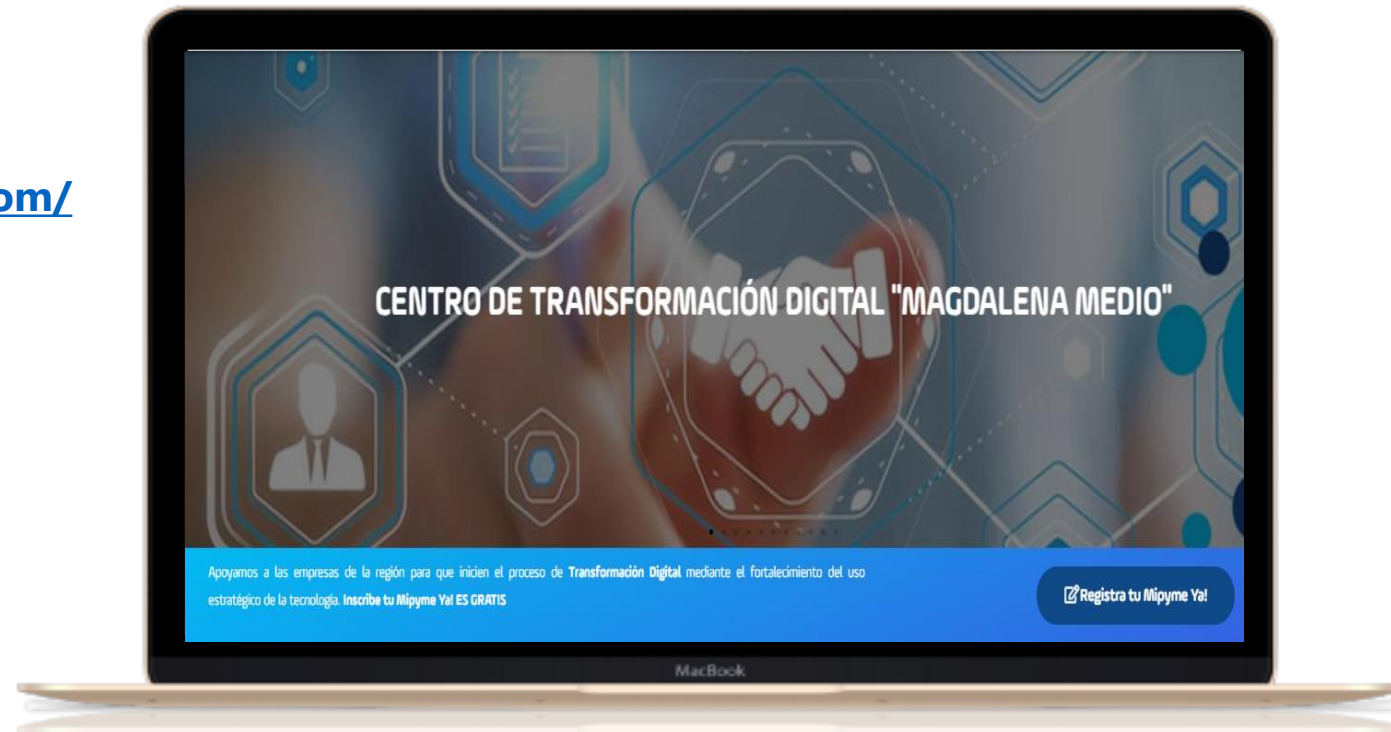 om/
CENTRO DE TRANSFORMACIÓN DIGITAL "MAGDALENA MEDIO"
Apoyamos a las empresas de la región para que inicien el proceso de Transformación Digital mediante el fortalecimiento del uso
estratégico de la tecnología. Inscribe tu Mipyme Ya! ES GRATIS
Registra tu Mipyme Ya!
MacBook